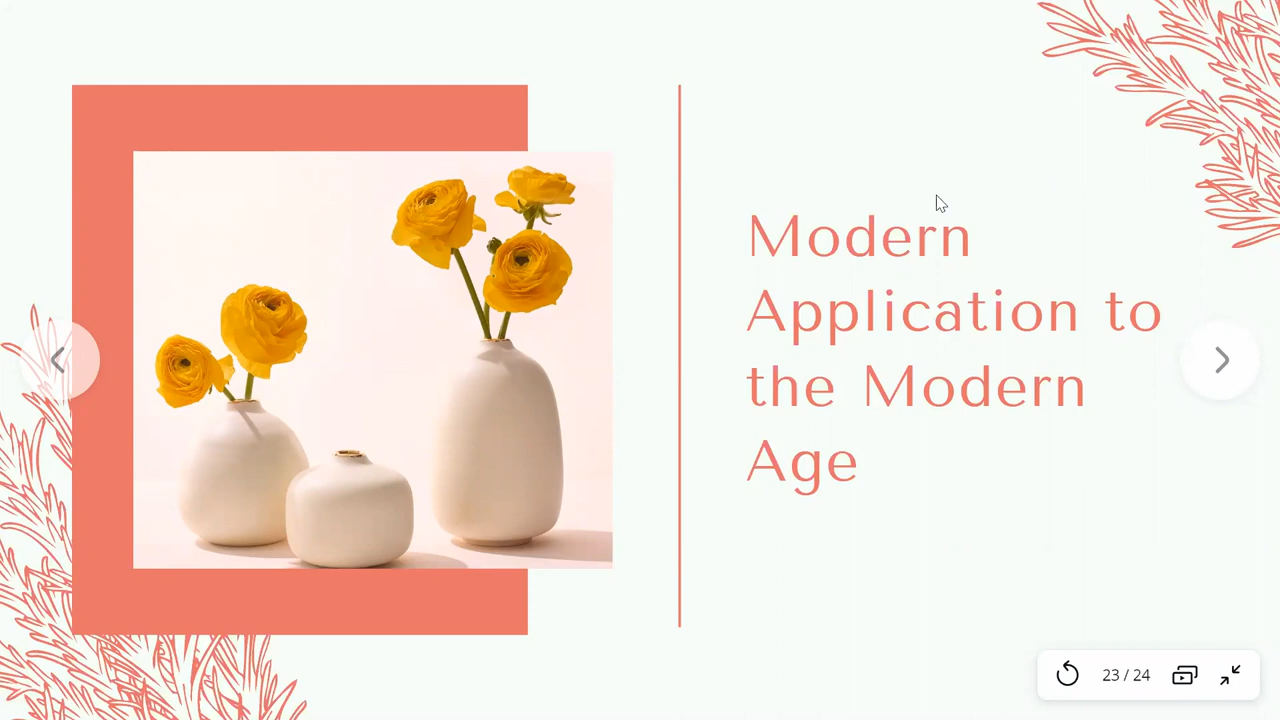 Modern
Application to
the Modern
Age
23 / 24